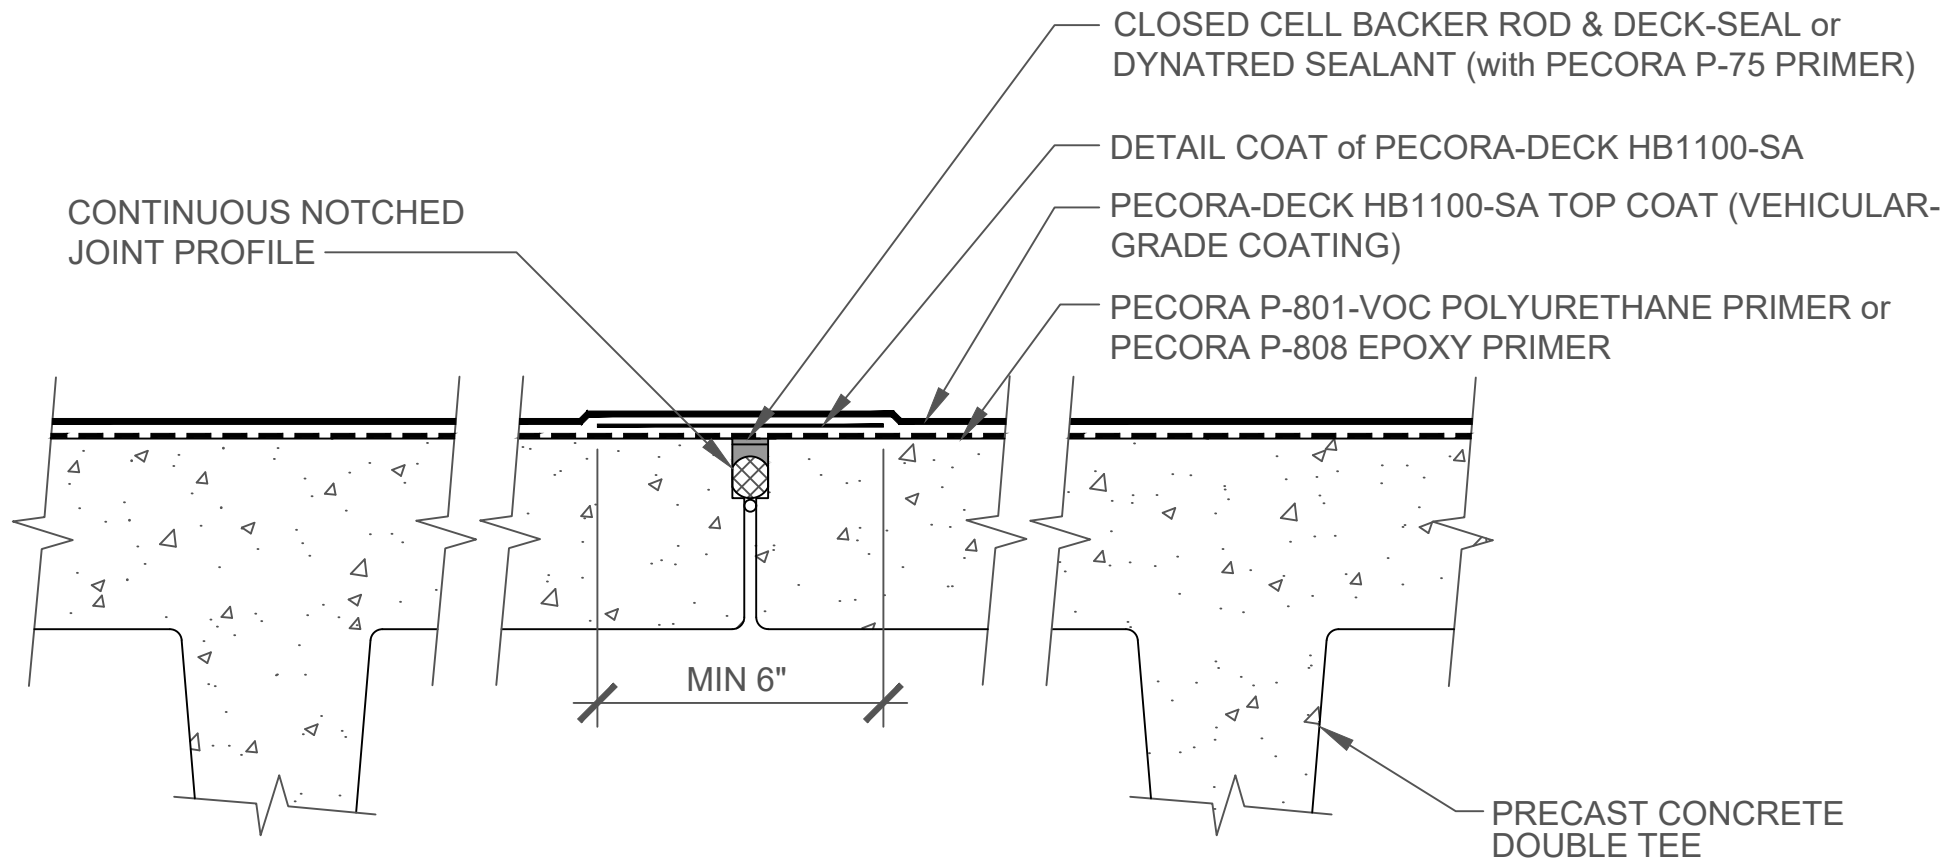 CLOSED CELL BACKER ROD & DECK-SEAL or
DYNATRED SEALANT (with PECORA P-75 PRIMER)
DETAIL COAT of PECORA-DECK HB1100-SA
PECORA-DECK HB1100-SA TOP COAT (VEHICULAR-
GRADE COATING)
PECORA P-801-VOC POLYURETHANE PRIMER or
PECORA P-808 EPOXY PRIMER
CONTINUOUS NOTCHED
JOINT PROFILE
MIN 6"
PRECAST CONCRETE
DOUBLE TEE